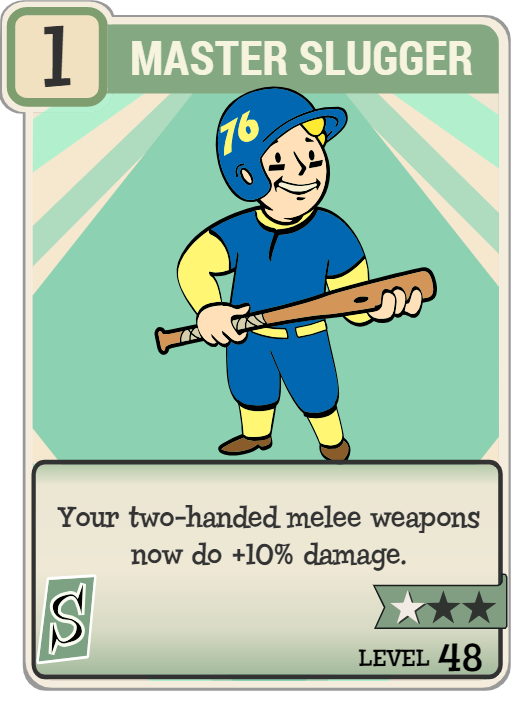 1
MASTER SLUGGER
76
Your two-handed melee weapons
now do +10% damage.
S
LEVEL 48